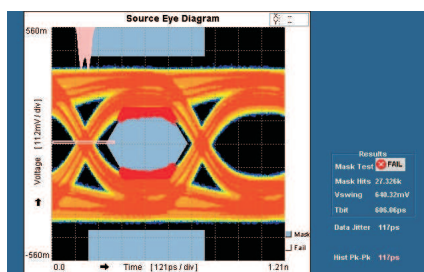 Source Eye Diagram
X: --
Y: --
560m
Voltage [112mV / div]
-560m
0.0
Time [121ps / div]
1.21n
Mask
Fail
Results
Mask Test FAIL
Mask Hits 27.326k
Vswing 640.32mV
Tbit 606.06ps
Data Jitter 117ps
Hist Pk-Pk 117ps